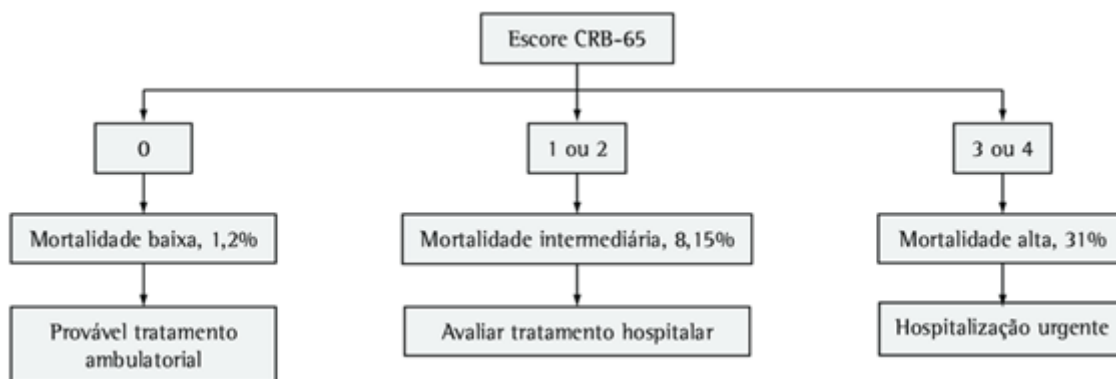 Escore CRB-65
0
1 ou 2
3 ou 4
Mortalidade baixa, 1,2%
Mortalidade intermediária, 8,15%
Mortalidade alta, 31%
Provável tratamento
ambulatorial
Avaliar tratamento hospitalar
Hospitalização urgente